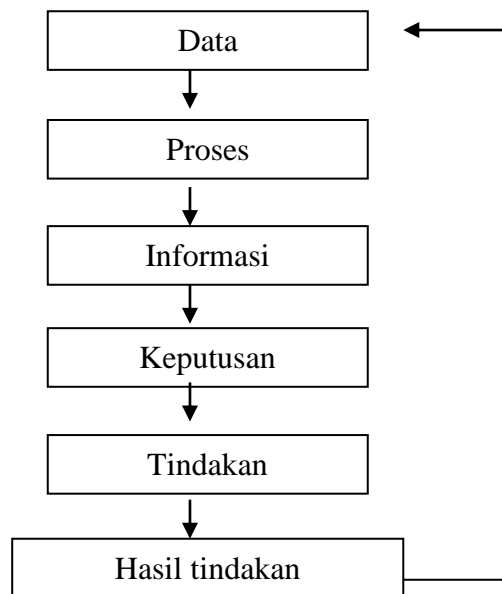 Data
Proses
Informasi
Keputusan
Tindakan
Hasil tindakan